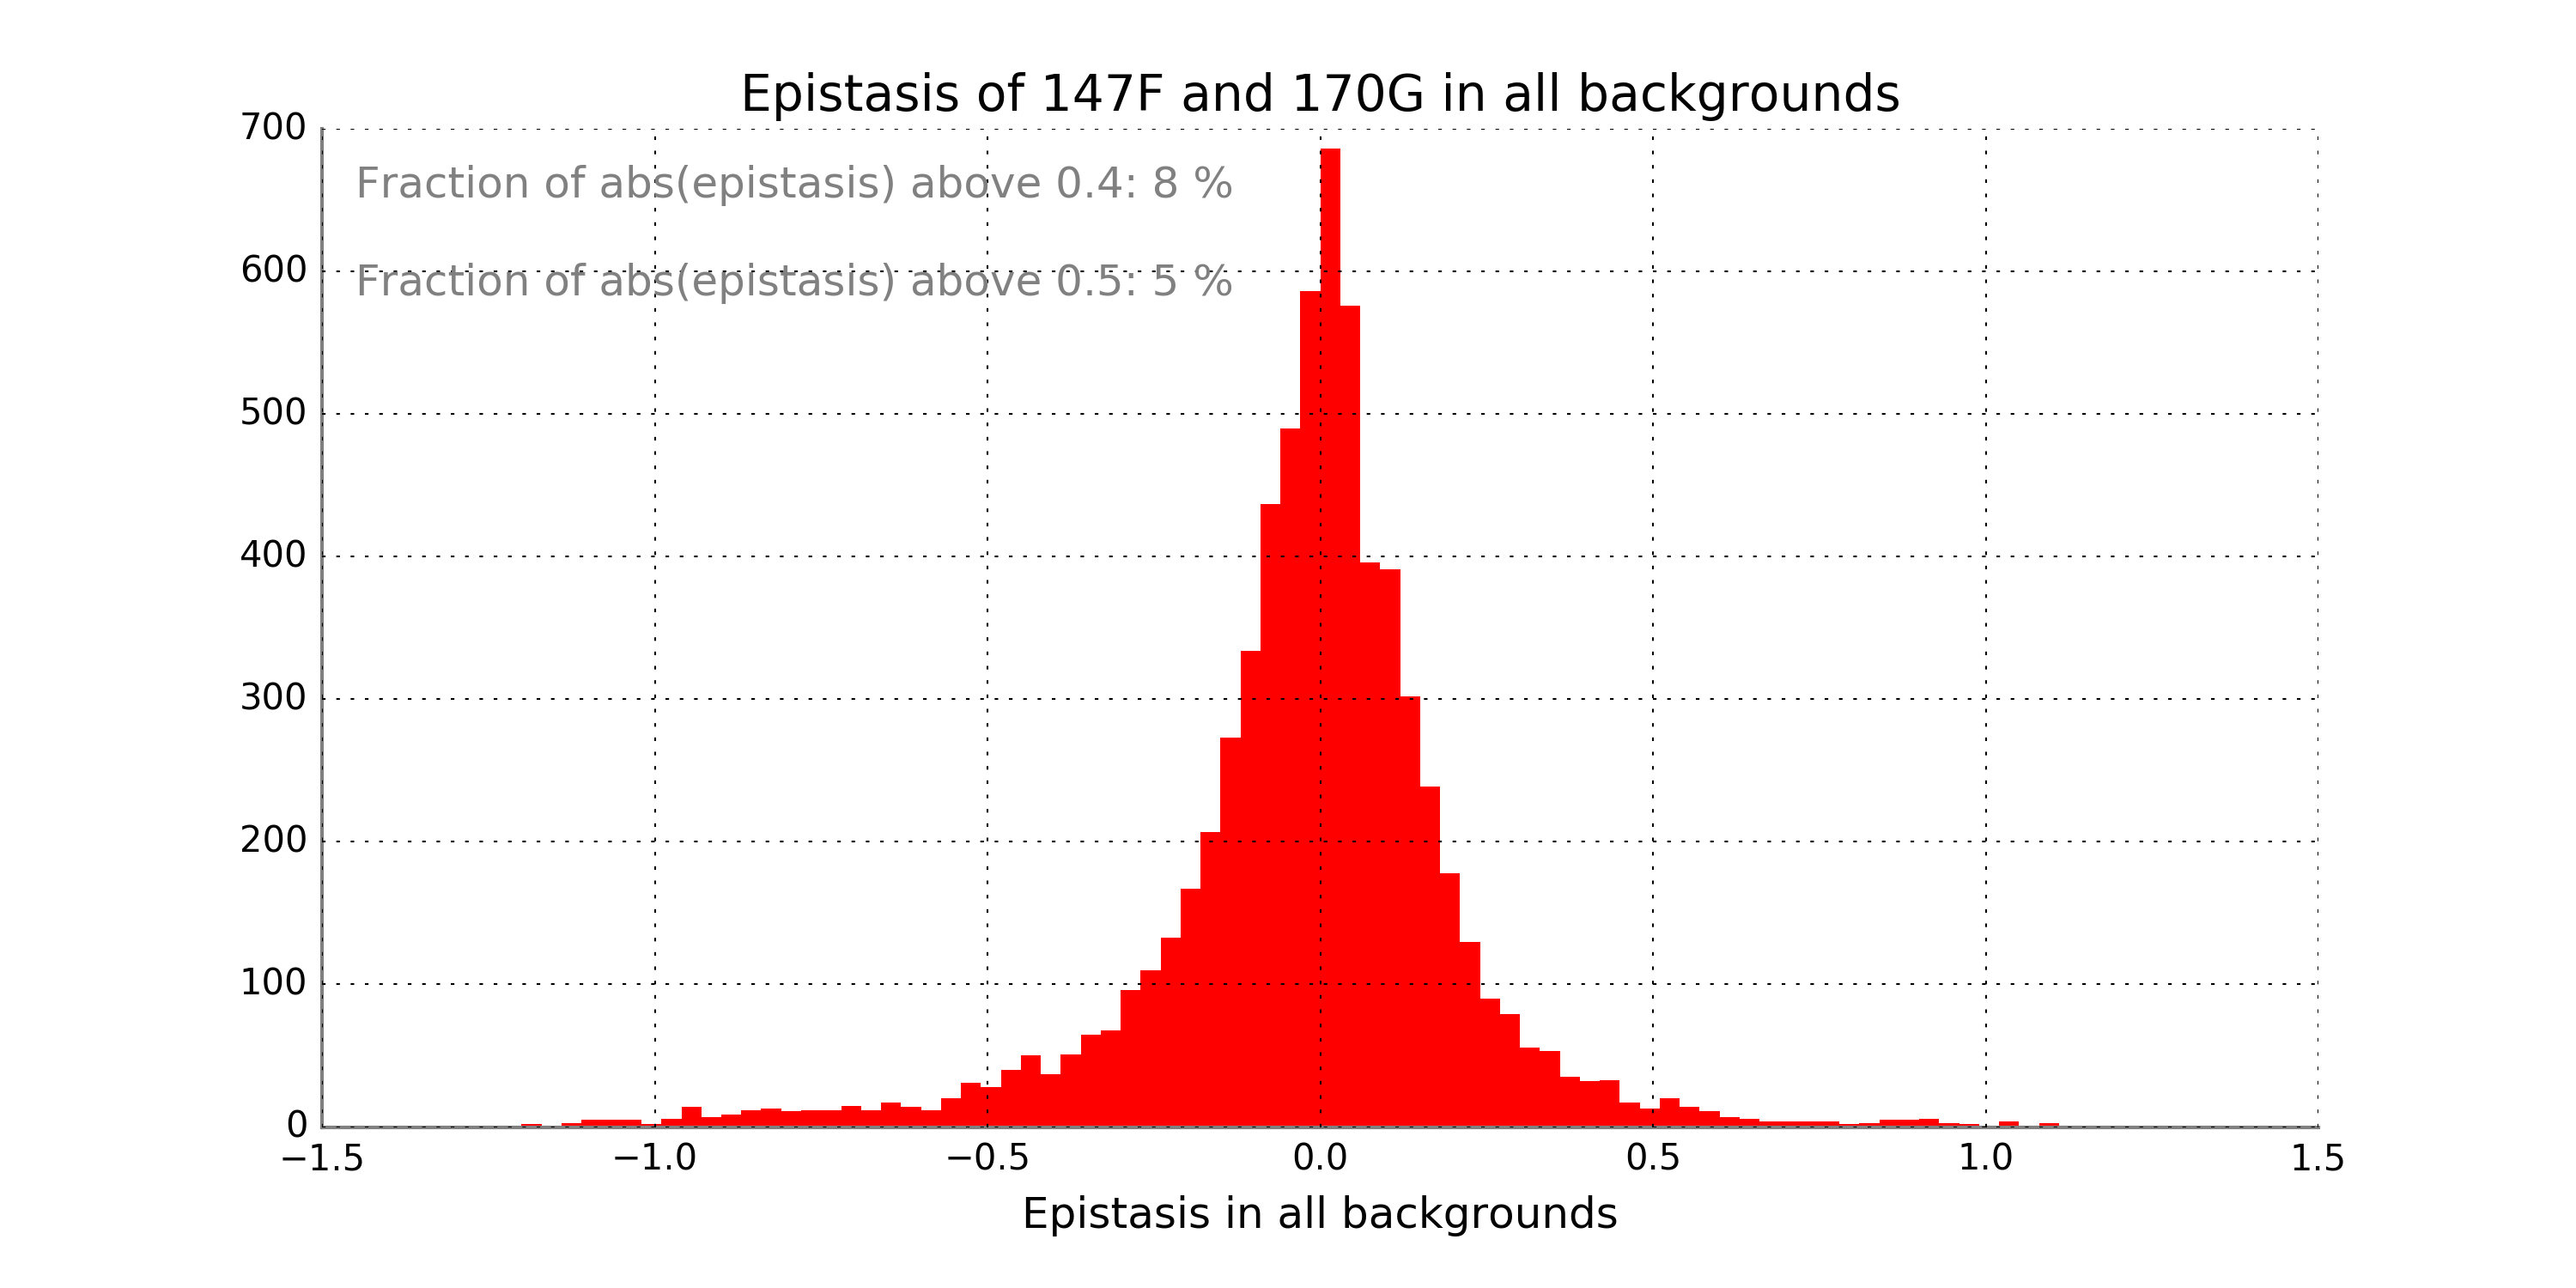 Epistasis of 147F and 170G in all backgrounds
700
Fraction of abs(epistasis) above 0.4: 8 %
600
Fraction of abs(epistasis) above 0.5: 5 %
500
400
300
200
100
0
−1.5 −1.0 −0.5 0.0 0.5 1.0 1.5
Epistasis in all backgrounds